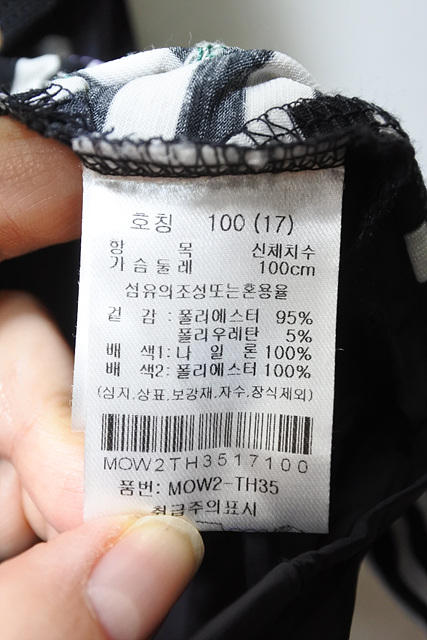 호칭 100 (17)
항 목 신체치수
가슴둘레 100cm
섬유의조성또는혼용율
겉 감 : 폴리에스터 95%
폴리우레탄 5%
배 색1: 나 일 론 100%
배 색2: 폴리에스터 100%
(심지,상표,보강재,자수,장식제외)
MOW2TH3517100
품번: MOW2-TH35
취급주의표시